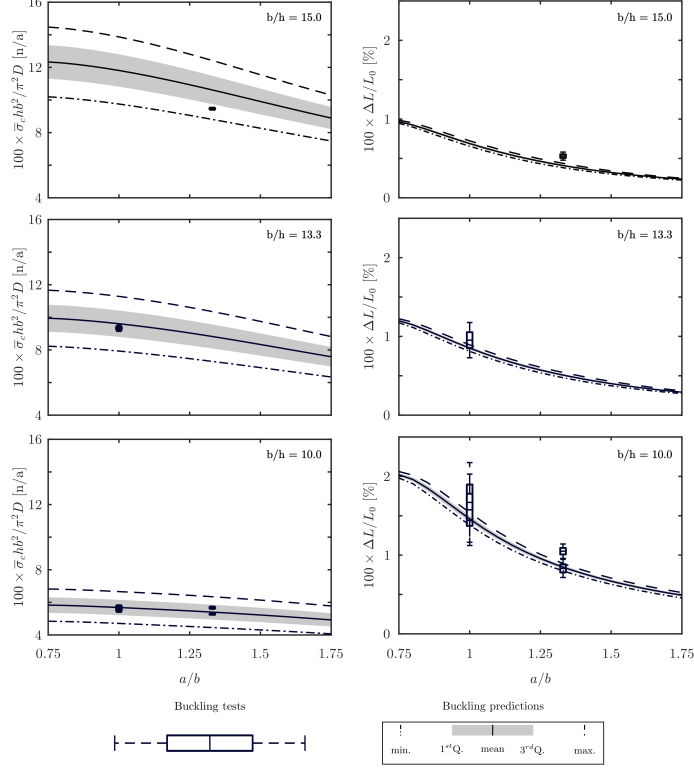 b/h = 15.0
16
12
8
4
100 × σ̅_c hb²/π²D [n/a]
b/h = 15.0
2
1
0
100 × ΔL/L₀ [%]
b/h = 13.3
16
12
8
4
100 × σ̅_c hb²/π²D [n/a]
b/h = 13.3
2
1
0
100 × ΔL/L₀ [%]
b/h = 10.0
16
12
8
4
100 × σ̅_c hb²/π²D [n/a]
0.75 1 1.25 1.5 1.75
a/b
b/h = 10.0
2
1
0
100 × ΔL/L₀ [%]
0.75 1 1.25 1.5 1.75
a/b
Buckling tests
Buckling predictions
min. 1ˢᵗQ. mean 3ʳᵈQ. max.